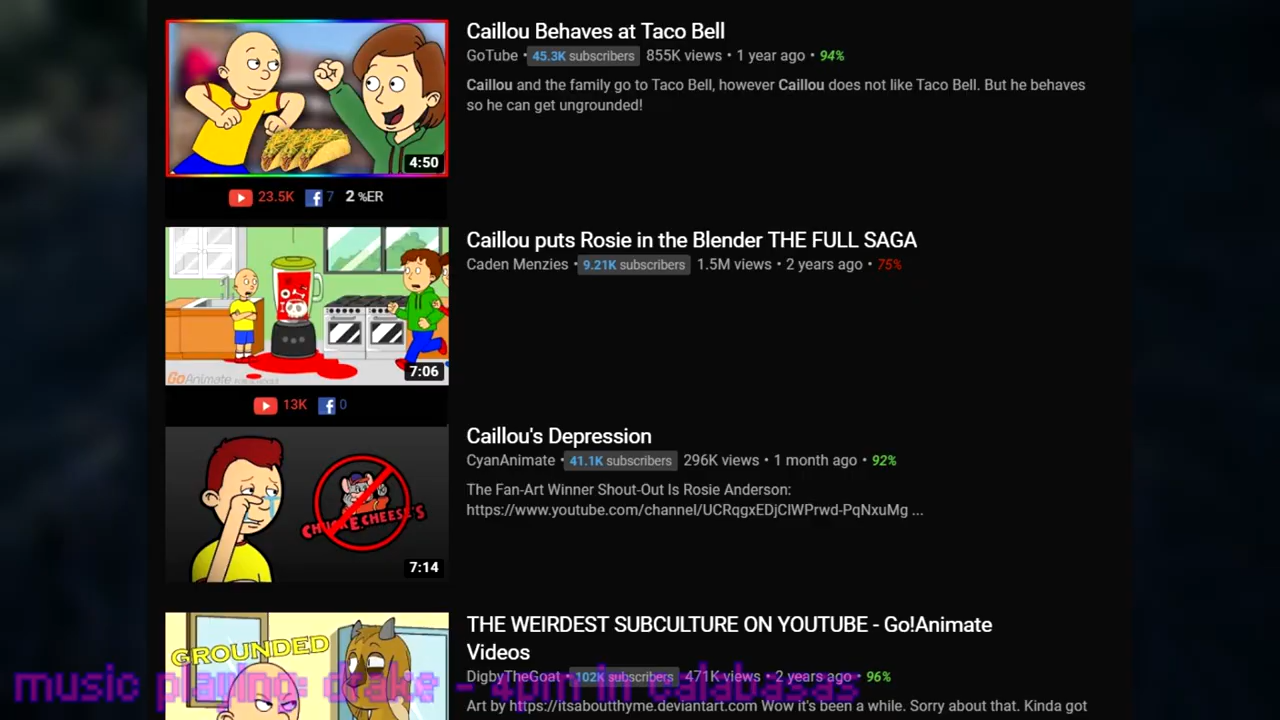 Caillou Behaves at Taco Bell
GoTube • 45.3K subscribers 855K views • 1 year ago • 94%
Caillou and the family go to Taco Bell, however Caillou does not like Taco Bell. But he behaves
so he can get ungrounded!
4:50
23.5K f 7 2 %ER
Caillou puts Rosie in the Blender THE FULL SAGA
Caden Menzies • 9.21K subscribers 1.5M views • 2 years ago • 75%
GoAnimate
7:06
13K f 0
Caillou's Depression
CyanAnimate • 41.1K subscribers 296K views • 1 month ago • 92%
The Fan-Art Winner Shout-Out Is Rosie Anderson:
https://www.youtube.com/channel/UCRqgxEDjClWPrwd-PqNxuMg ...
CHUCK E. CHEESE'S
7:14
THE WEIRDEST SUBCULTURE ON YOUTUBE - Go!Animate
Videos
GROUNDED
DigbyTheGoat • 102K subscribers 471K views • 2 years ago • 96%
music playing: drake - 4pm in calabasas
Art by https://itsaboutthyme.deviantart.com Wow it's been a while. Sorry about that. Kinda got